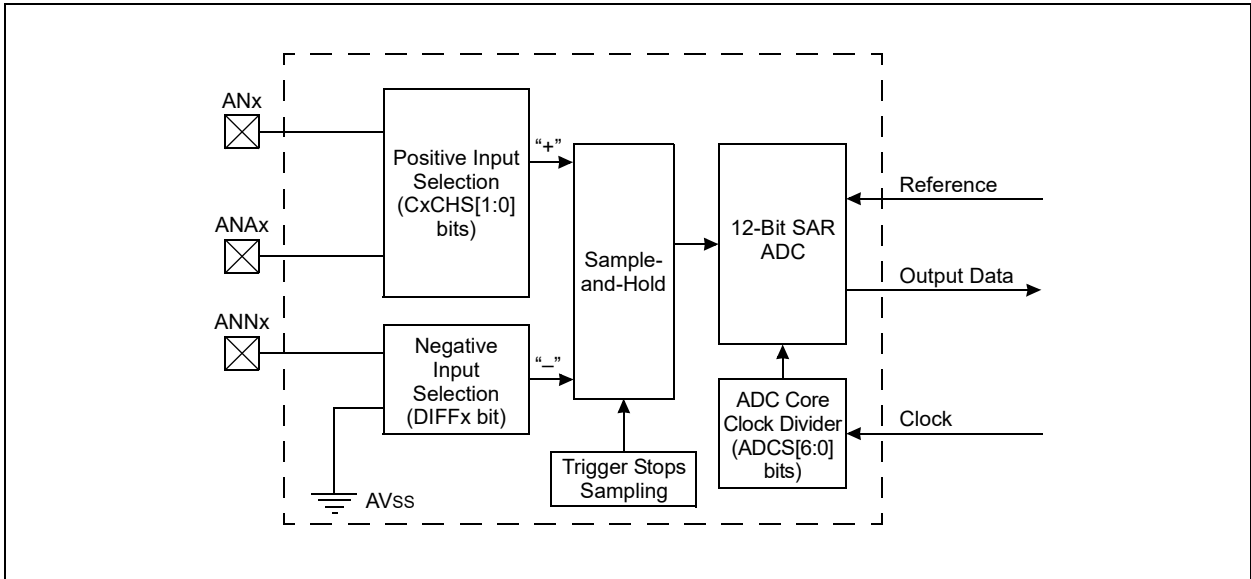 ANx
ANAx
ANNx
Positive Input
Selection
(CxCHS[1:0]
bits)
“+”
Negative
Input
Selection
(DIFFx bit)
“–”
AVSS
Sample-
and-Hold
Trigger Stops
Sampling
12-Bit SAR
ADC
ADC Core
Clock Divider
(ADCS[6:0]
bits)
Reference
Output Data
Clock